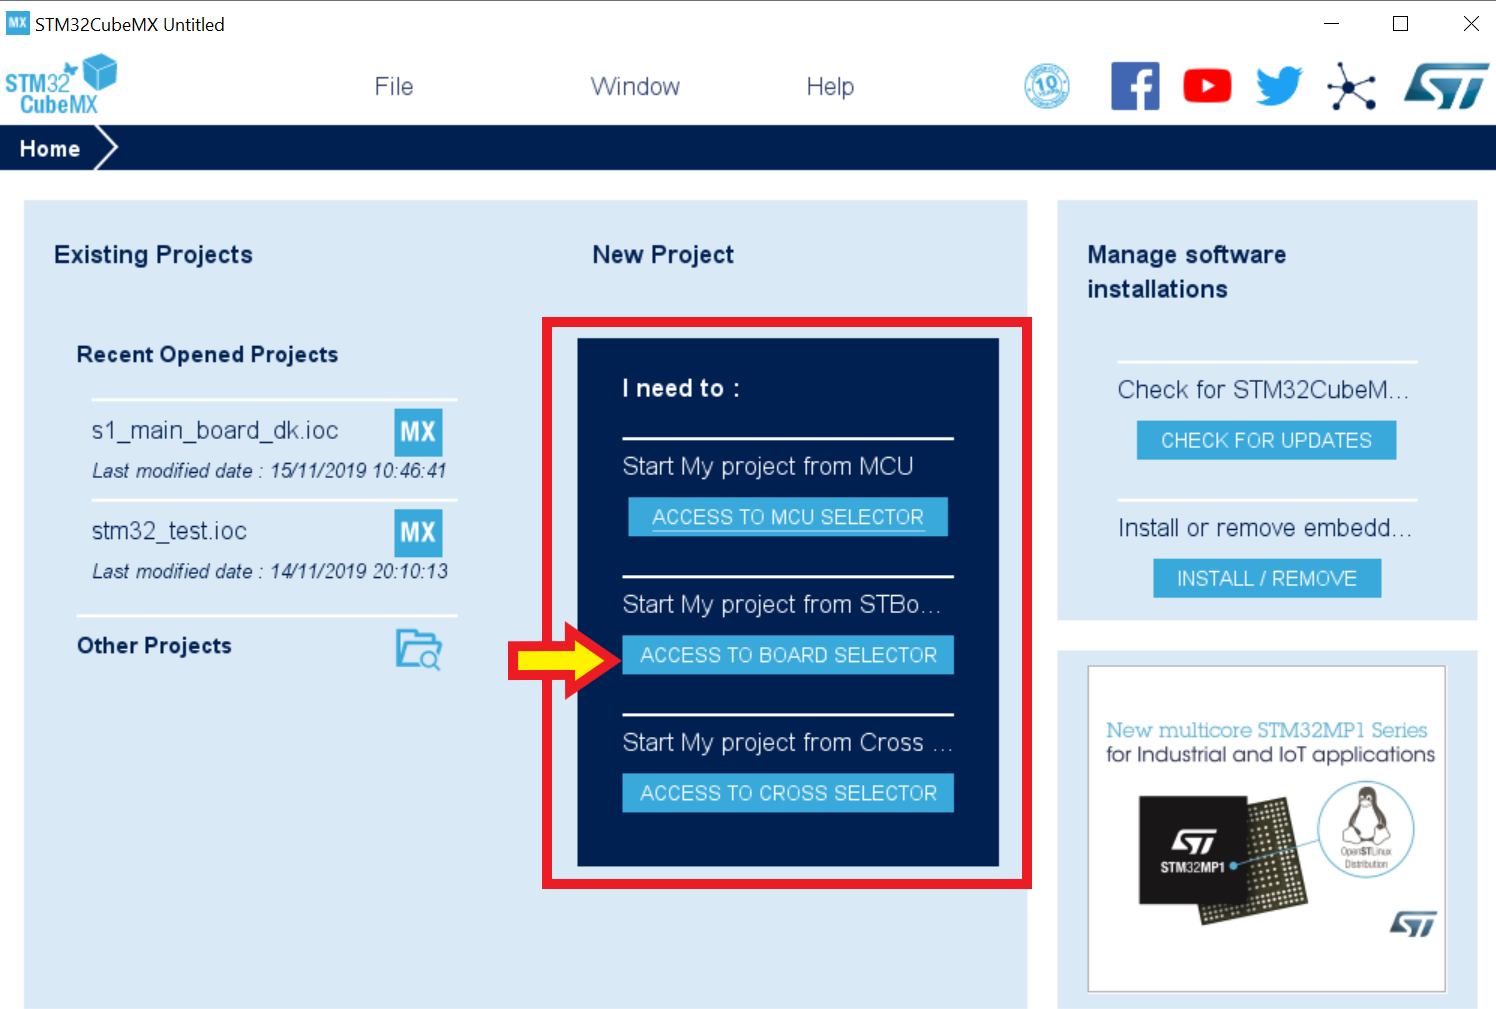 MX STM32CubeMX Untitled
STM32
CubeMX
File
Window
Help
10
Home
Existing Projects
Recent Opened Projects
s1_main_board_dk.ioc
MX
Last modified date : 15/11/2019 10:46:41
stm32_test.ioc
MX
Last modified date : 14/11/2019 20:10:13
Other Projects
New Project
I need to :
Start My project from MCU
ACCESS TO MCU SELECTOR
Start My project from STBo...
ACCESS TO BOARD SELECTOR
Start My project from Cross ...
ACCESS TO CROSS SELECTOR
Manage software
installations
Check for STM32CubeM...
CHECK FOR UPDATES
Install or remove embedd...
INSTALL / REMOVE
New multicore STM32MP1 Series
for Industrial and IoT applications
STM32MP1
OpenSTLinux
Distribution